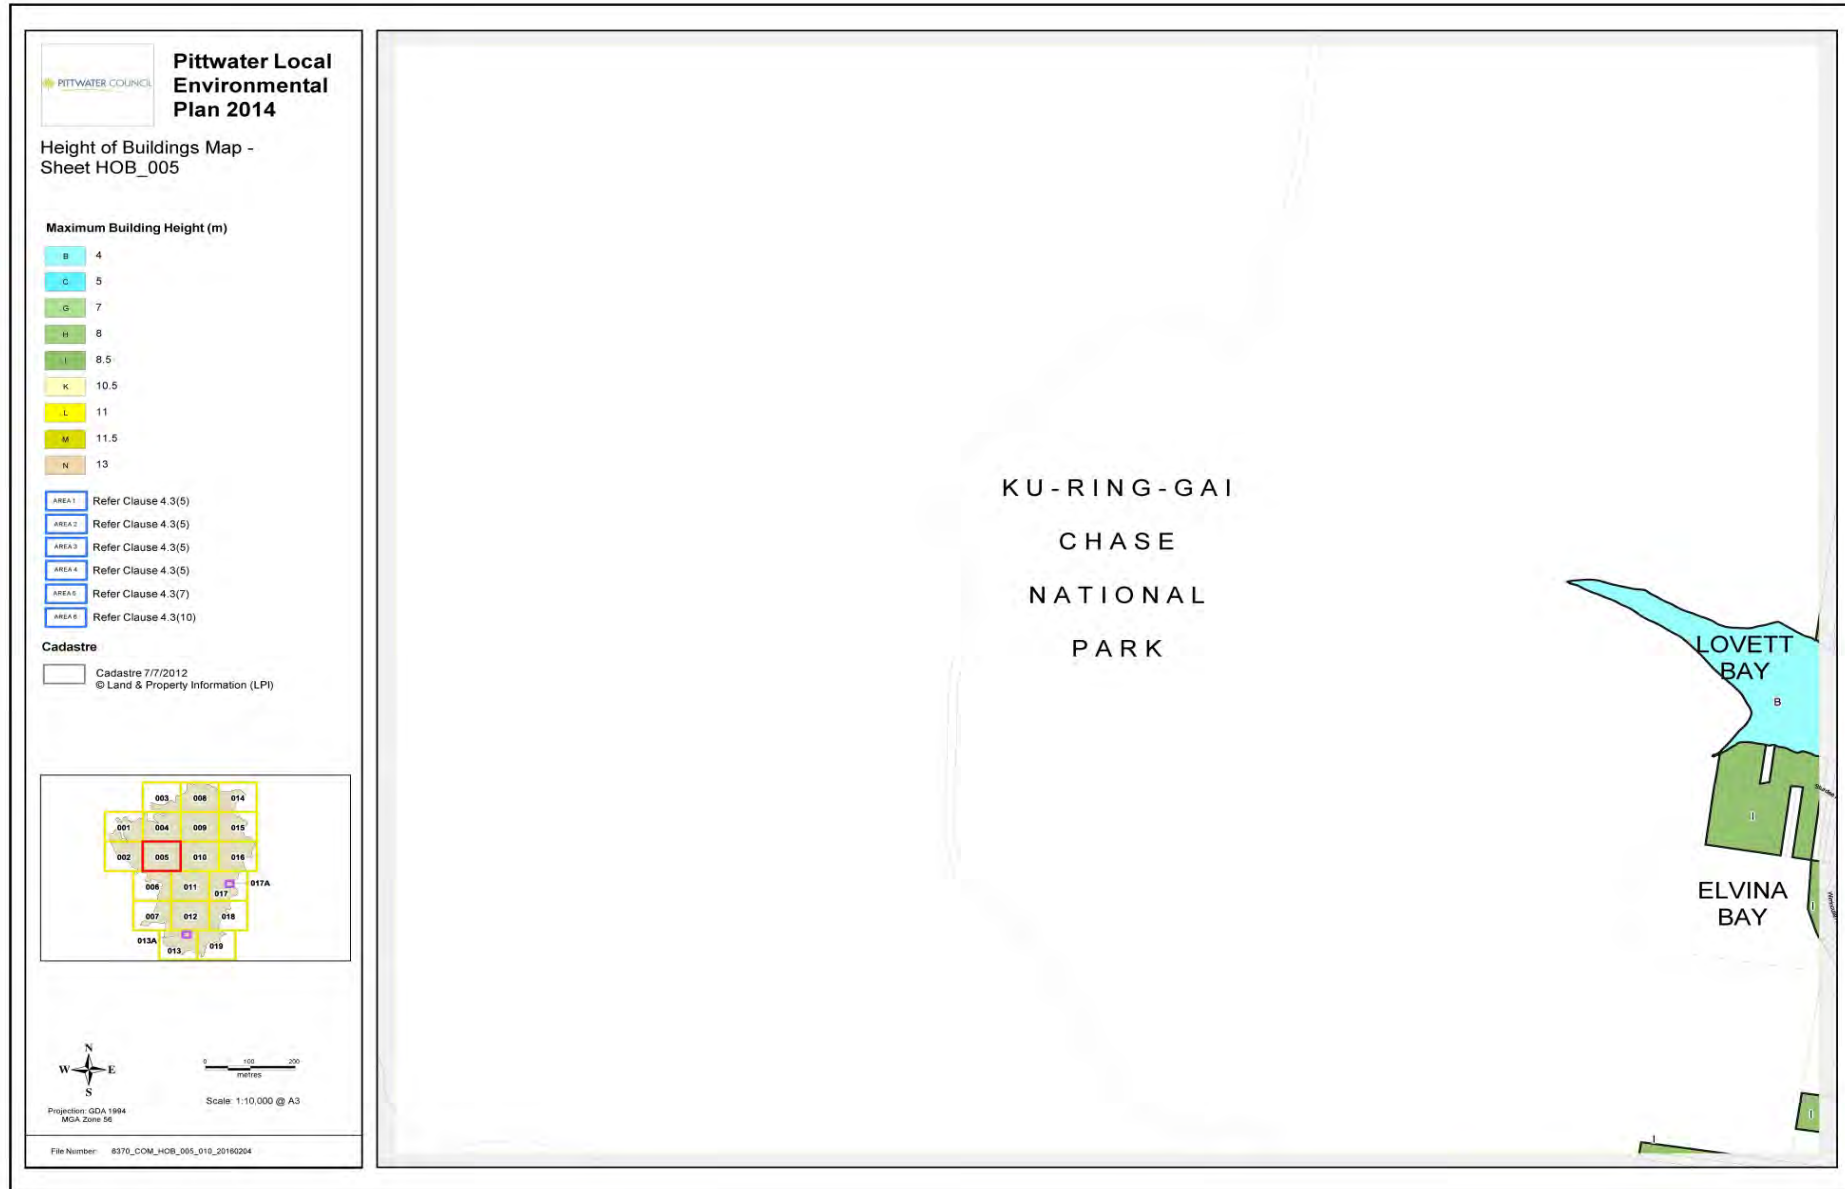 PITTWATER COUNCIL
Pittwater Local
Environmental
Plan 2014
Height of Buildings Map -
Sheet HOB_005
Maximum Building Height (m)
B 4
C 5
G 7
H 8
I 8.5
K 10.5
L 11
M 11.5
N 13
AREA 1 Refer Clause 4.3(5)
AREA 2 Refer Clause 4.3(5)
AREA 3 Refer Clause 4.3(5)
AREA 4 Refer Clause 4.3(5)
AREA 5 Refer Clause 4.3(7)
AREA 6 Refer Clause 4.3(10)
Cadastre
Cadastre 7/7/2012
© Land & Property Information (LPI)
003 008 014
001 004 009 015
002 005 010 016
006 011 017 017A
007 012 018
013A 013 019
N
W E
S
Projection: GDA 1994
MGA Zone 56
0 100 200
metres
Scale: 1:10,000 @ A3
File Number: 6370_COM_HOB_005_010_20160204
KU-RING-GAI
CHASE
NATIONAL
PARK
LOVETT
BAY
B
I
I
ELVINA
BAY
I
I
I